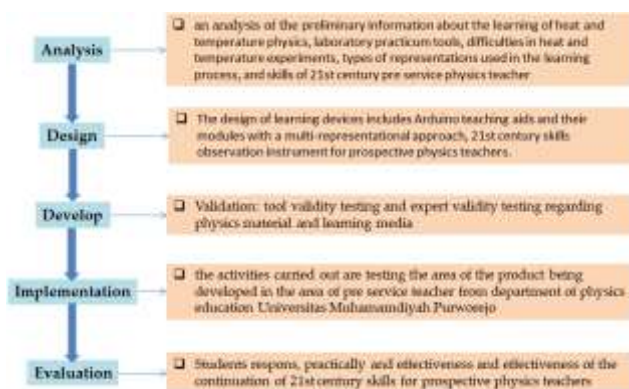 Analysis
❑ an analysis of the preliminary information about the learning of heat and
temperature physics, laboratory practicum tools, difficulties in heat and
temperature experiments, types of representations used in the learning
process, and skills of 21st century pre service physics teacher
Design
❑ The design of learning devices includes Arduino teaching aids and their
modules with a multi-representational approach, 21st century skills
observation instrument for prospective physics teachers.
Develop
❑ Validation: tool validity testing and expert validity testing regarding
physics material and learning media
Implementation
❑ the activities carried out are testing the area of the product being
developed in the area of pre service teacher from department of physics
education Universitas Muhamamdiyah Purworejo
Evaluation
❑ Students respons, practically and effectiveness and effectiveness of the
continuation of 21st century skills for prospective physics teachers